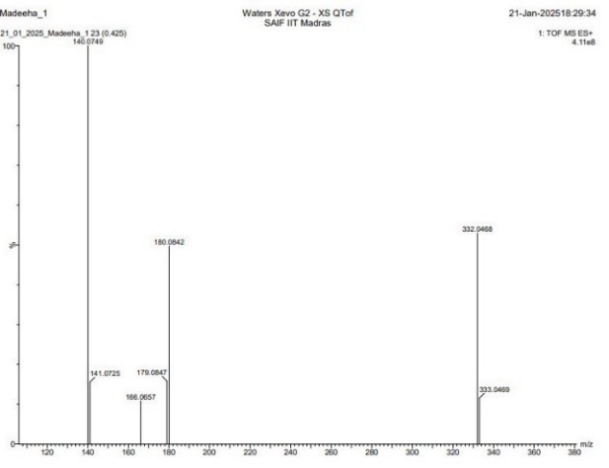 Madeeha_1
Waters Xevo G2 - XS QTof
21-Jan-202518:29:34
SAIF IIT Madras
21_01_2025_Madeeha_1 23 (0.425)
1: TOF MS ES+
4.11e8
140.0749
100
332.0468
180.0842
%
141.0725
179.0847
166.0657
333.0469
0
m/z
120 140 160 180 200 220 240 260 280 300 320 340 360 380